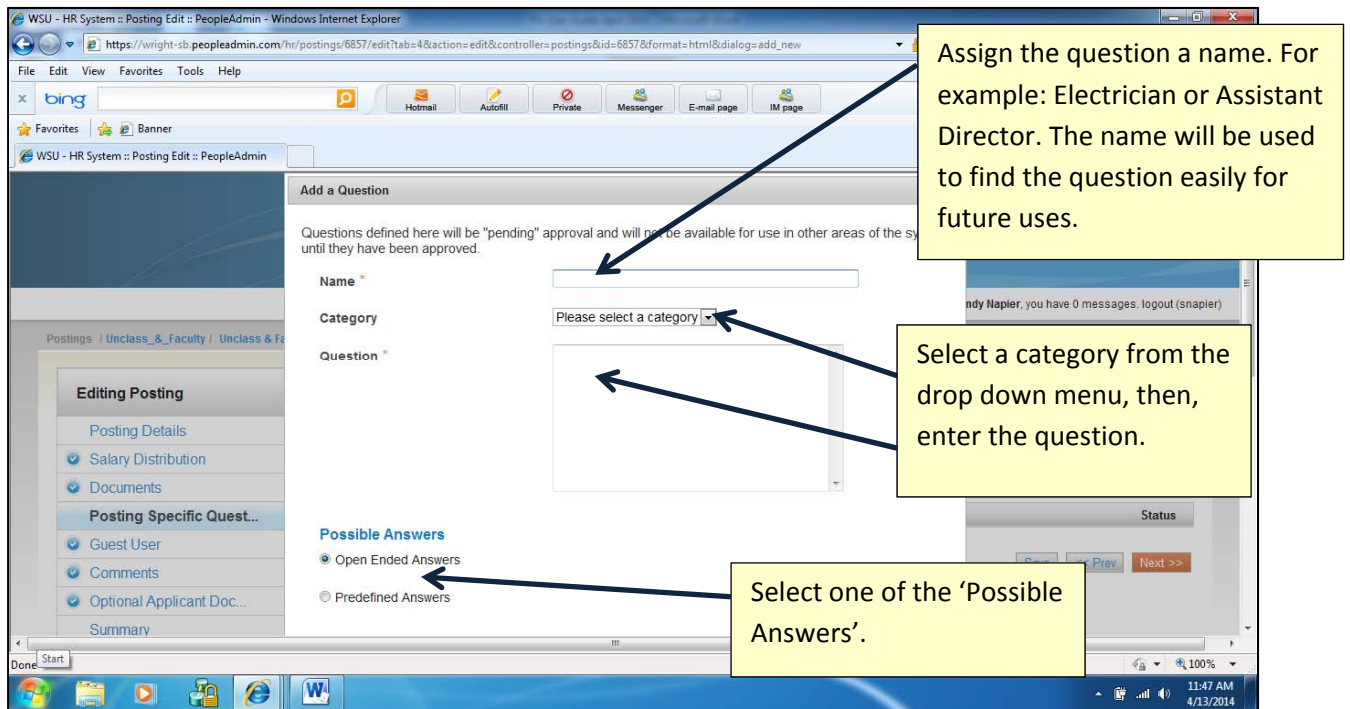 WSU - HR System :: Posting Edit :: PeopleAdmin - Windows Internet Explorer
https://wright-sb.peopleadmin.com/hr/postings/6857/edit?tab=4&action=edit&controller=postings&id=6857&format=html&dialog=add_new
File Edit View Favorites Tools Help
x bing Hotmail Autofill Private Messenger E-mail page IM page
Favorites Banner
WSU - HR System :: Posting Edit :: PeopleAdmin
Assign the question a name. For
example: Electrician or Assistant
Director. The name will be used
to find the question easily for
future uses.
Add a Question
Questions defined here will be "pending" approval and will not be available for use in other areas of the sy
until they have been approved.
Name *
Category Please select a category
Question *
ndy Napier, you have 0 messages. logout (snapier)
Postings / Unclass_&_Faculty / Unclass & Fa
Select a category from the
drop down menu, then,
enter the question.
Editing Posting
Posting Details
Salary Distribution
Documents
Posting Specific Quest...
Guest User
Comments
Optional Applicant Doc...
Summary
Status
Save << Prev Next >>
Possible Answers
Open Ended Answers
Predefined Answers
Select one of the ‘Possible
Answers’.
Done
Start
100%
11:47 AM
4/13/2014